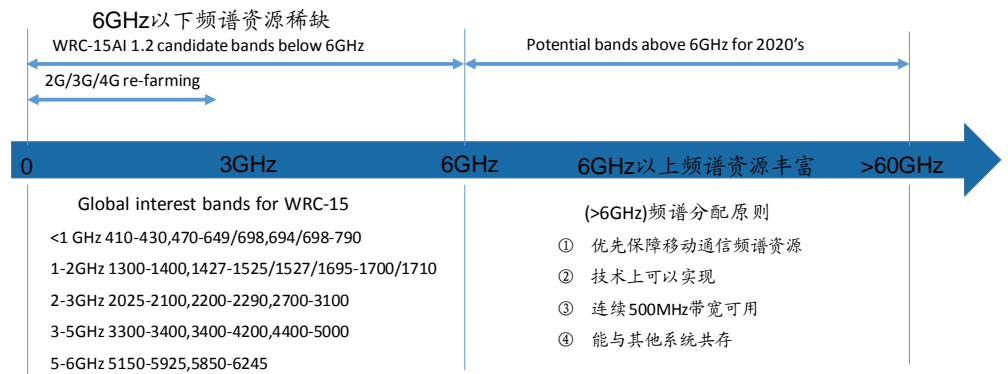 6GHz以下频谱资源稀缺
WRC-15AI 1.2 candidate bands below 6GHz
Potential bands above 6GHz for 2020's
2G/3G/4G re-farming
0 3GHz 6GHz 6GHz以上频谱资源丰富 >60GHz
Global interest bands for WRC-15
<1 GHz 410-430,470-649/698,694/698-790
1-2GHz 1300-1400,1427-1525/1527/1695-1700/1710
2-3GHz 2025-2100,2200-2290,2700-3100
3-5GHz 3300-3400,3400-4200,4400-5000
5-6GHz 5150-5925,5850-6245
(>6GHz)频谱分配原则
① 优先保障移动通信频谱资源
② 技术上可以实现
③ 连续500MHz带宽可用
④ 能与其他系统共存